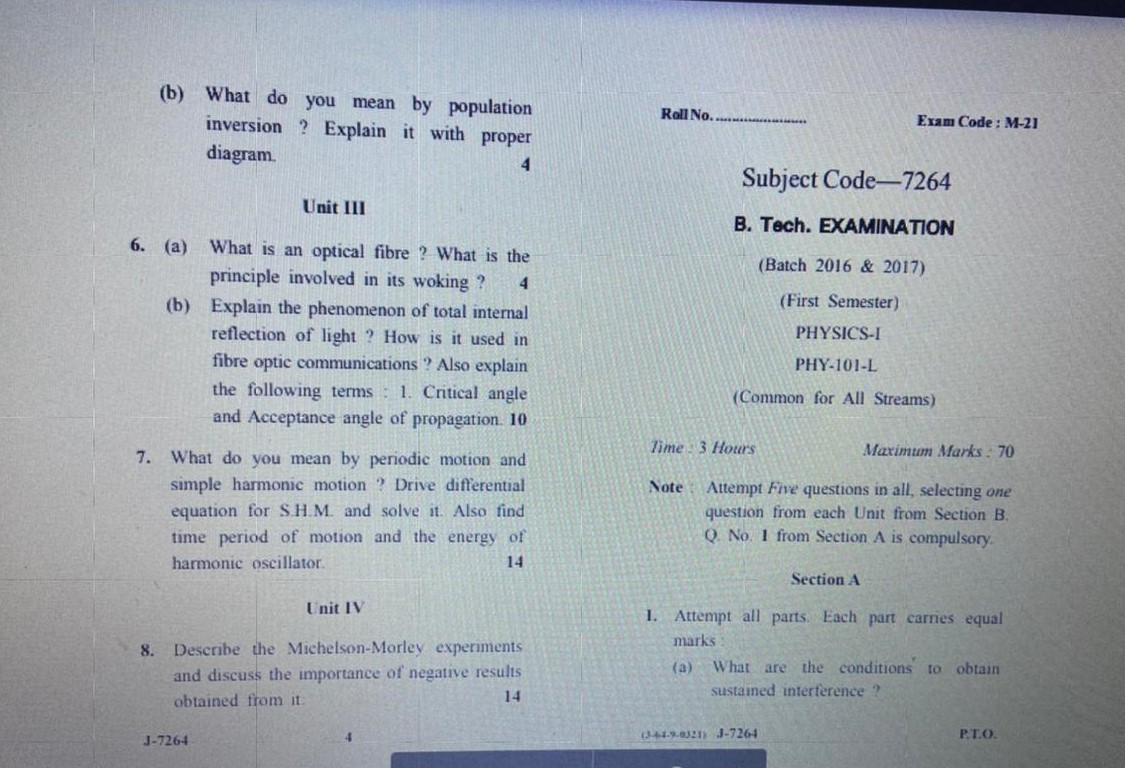 (b) What do you mean by population
inversion ? Explain it with proper
diagram. 4
Unit III
6. (a) What is an optical fibre ? What is the
principle involved in its woking ? 4
(b) Explain the phenomenon of total internal
reflection of light ? How is it used in
fibre optic communications ? Also explain
the following terms : 1. Critical angle
and Acceptance angle of propagation. 10
7. What do you mean by periodic motion and
simple harmonic motion ? Drive differential
equation for S.H.M. and solve it. Also find
time period of motion and the energy of
harmonic oscillator. 14
Unit IV
8. Describe the Michelson-Morley experiments
and discuss the importance of negative results
obtained from it. 14
J-7264 4
Roll No. ........................ Exam Code : M-21
Subject Code—7264
B. Tech. EXAMINATION
(Batch 2016 & 2017)
(First Semester)
PHYSICS-I
PHY-101-L
(Common for All Streams)
Time : 3 Hours Maximum Marks : 70
Note : Attempt Five questions in all, selecting one
question from each Unit from Section B.
Q. No. 1 from Section A is compulsory.
Section A
1. Attempt all parts. Each part carries equal
marks :
(a) What are the conditions to obtain
sustained interference ?
(3-64-9-0321) J-7264 P.T.O.